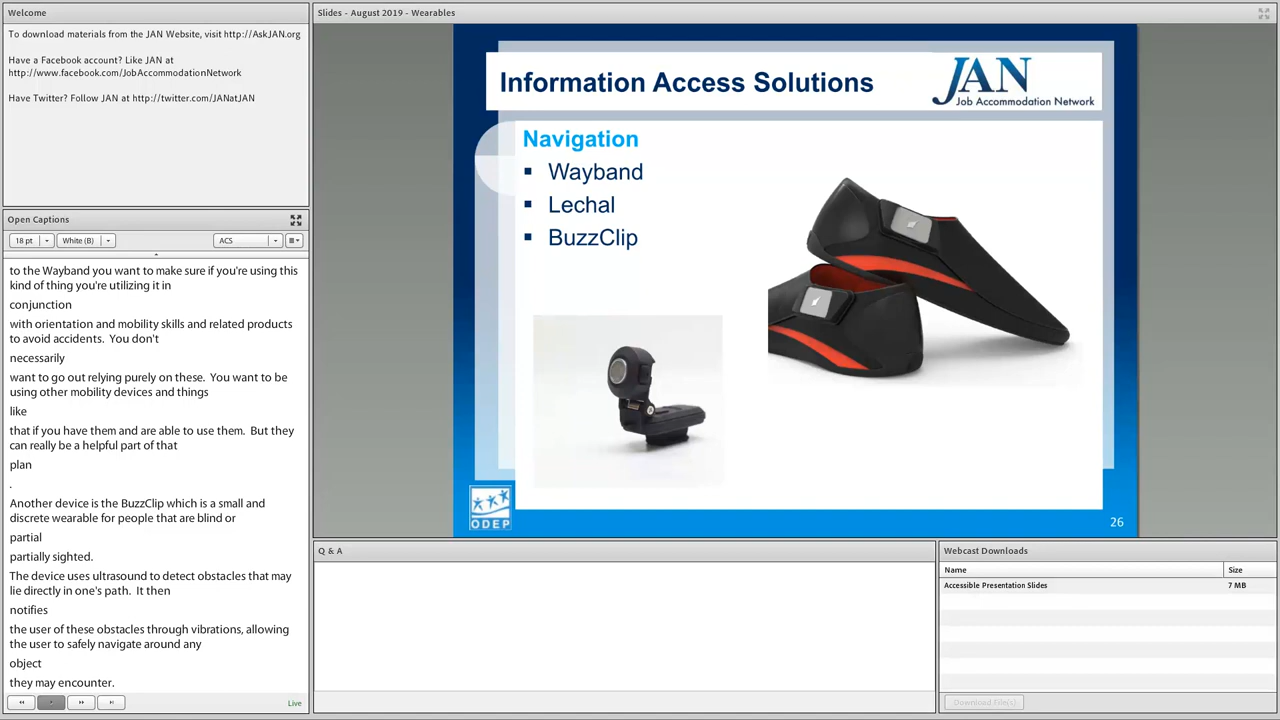 Welcome
To download materials from the JAN Website, visit http://AskJAN.org
Have a Facebook account? Like JAN at
http://www.facebook.com/JobAccommodationNetwork
Have Twitter? Follow JAN at http://twitter.com/JANatJAN
Open Captions
18 pt
White (B)
ACS
to the Wayband you want to make sure if you're using this
kind of thing you're utilizing it in
conjunction
with orientation and mobility skills and related products
to avoid accidents.  You don't
necessarily
want to go out relying purely on these.  You want to be
using other mobility devices and things
like
that if you have them and are able to use them.  But they
can really be a helpful part of that
plan
.
Another device is the BuzzClip which is a small and
discrete wearable for people that are blind or
partial
partially sighted.
The device uses ultrasound to detect obstacles that may
lie directly in one's path.  It then
notifies
the user of these obstacles through vibrations, allowing
the user to safely navigate around any
object
they may encounter.
Live
Slides - August 2019 - Wearables
Information Access Solutions
JAN
Job Accommodation Network
Navigation
▪ Wayband
▪ Lechal
▪ BuzzClip
ODEP
26
Q & A
Webcast Downloads
Name Size
Accessible Presentation Slides 7 MB
Download File(s)